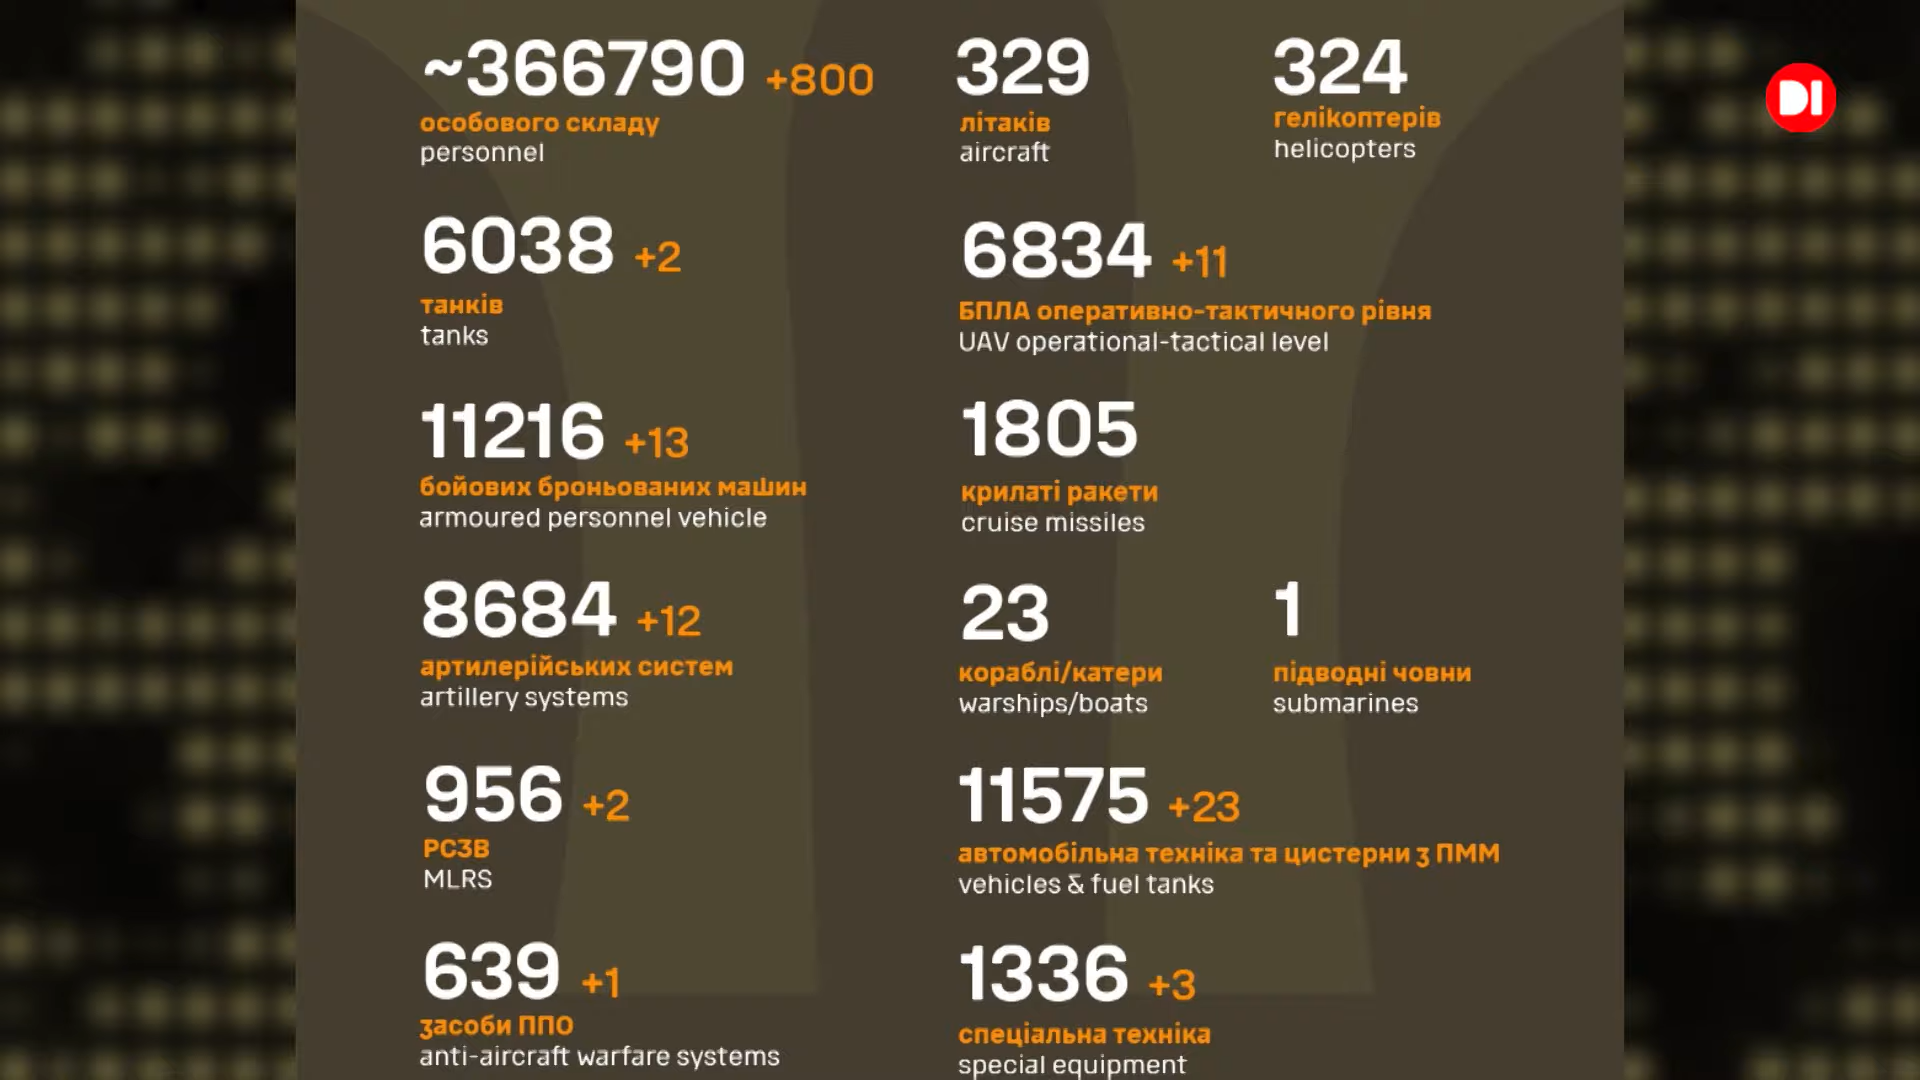 ~366790 +800
особового складу
personnel
329
літаків
aircraft
324
гелікоптерів
helicopters
DI
6038 +2
танків
tanks
6834 +11
БПЛА оперативно-тактичного рівня
UAV operational-tactical level
11216 +13
бойових броньованих машин
armoured personnel vehicle
1805
крилаті ракети
cruise missiles
8684 +12
артилерійських систем
artillery systems
23
кораблі/катери
warships/boats
1
підводні човни
submarines
956 +2
РСЗВ
MLRS
11575 +23
автомобільна техніка та цистерни з ПММ
vehicles & fuel tanks
639 +1
засоби ППО
anti-aircraft warfare systems
1336 +3
спеціальна техніка
special equipment